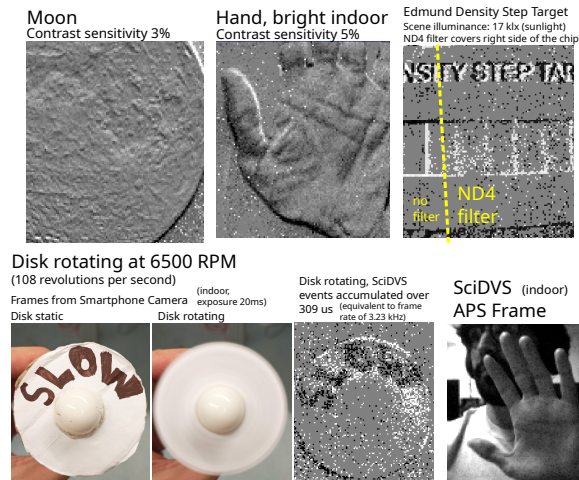 Moon
Contrast sensitivity 3%
Hand, bright indoor
Contrast sensitivity 5%
Edmund Density Step Target
Scene illuminance: 17 klx (sunlight)
ND4 filter covers right side of the chip
NSITY STEP TAR
no
filter
ND4
filter
Disk rotating at 6500 RPM
(108 revolutions per second)
Frames from Smartphone Camera
(indoor,
exposure 20ms)
Disk static
Disk rotating
SLOW
Disk rotating, SciDVS
events accumulated over
309 us
(equivalent to frame
rate of 3.23 kHz)
SciDVS (indoor)
APS Frame